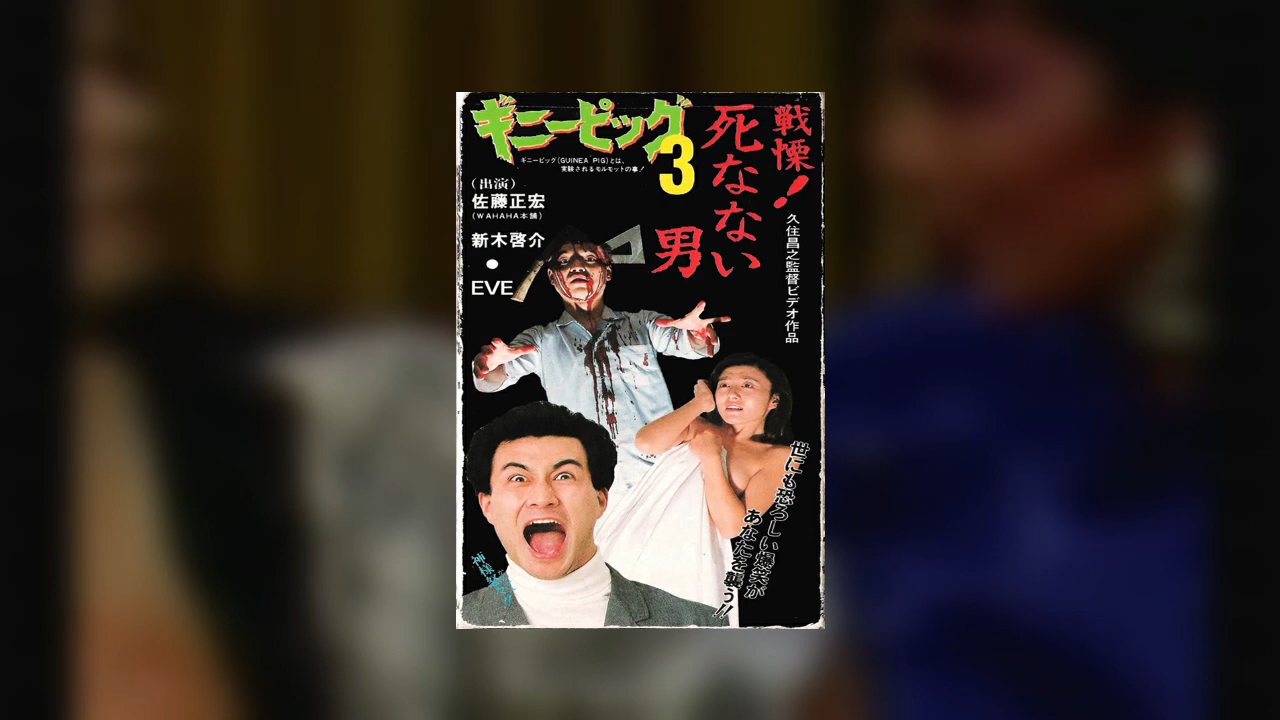 ギニーピッグ
3
ギニーピッグ(GUINEA PIG)とは、
実験されるモルモットの事!
戦慄!
死なない
男
久住昌之監督ビデオ作品
(出演)
佐藤正宏
(WAHAHA本舗)
新木啓介
●
EVE
世にも恐ろしい爆笑が
あなたを襲う!!